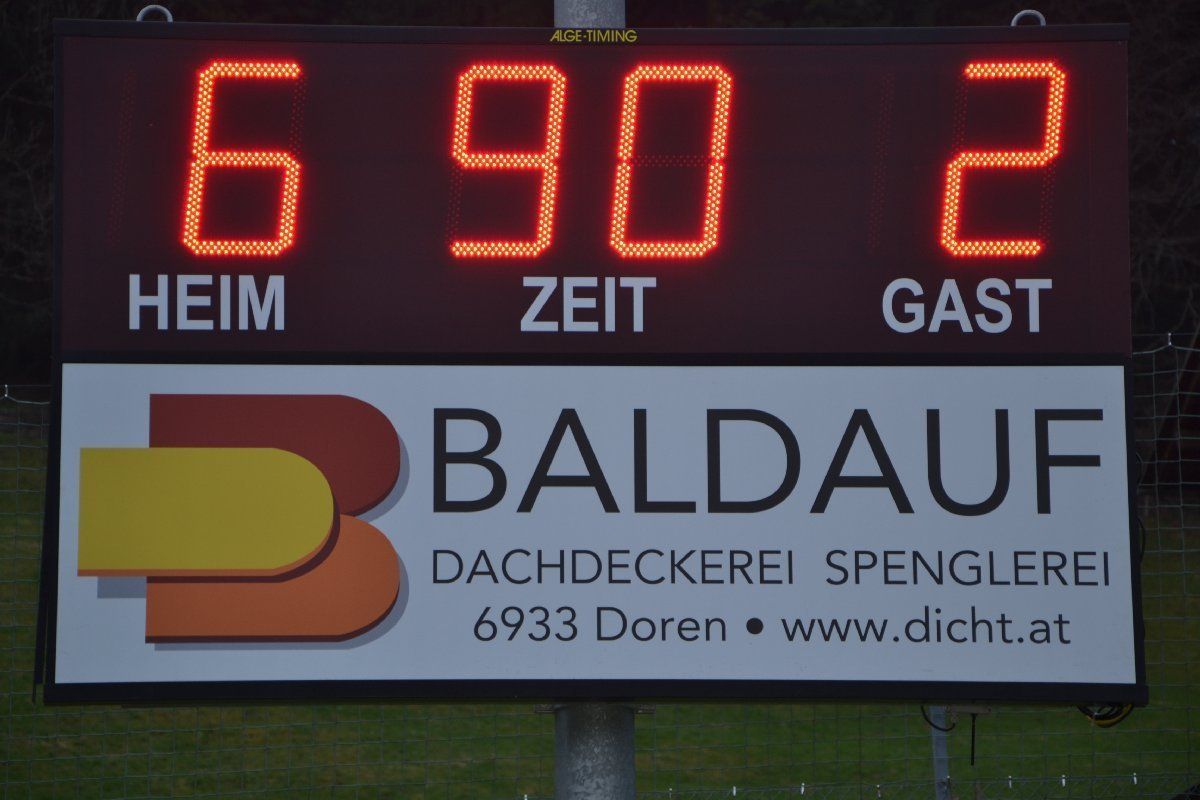 ALGE-TIMING
6 90 2
HEIM ZEIT GAST
BALDAUF
DACHDECKEREI SPENGLEREI
6933 Doren • www.dicht.at